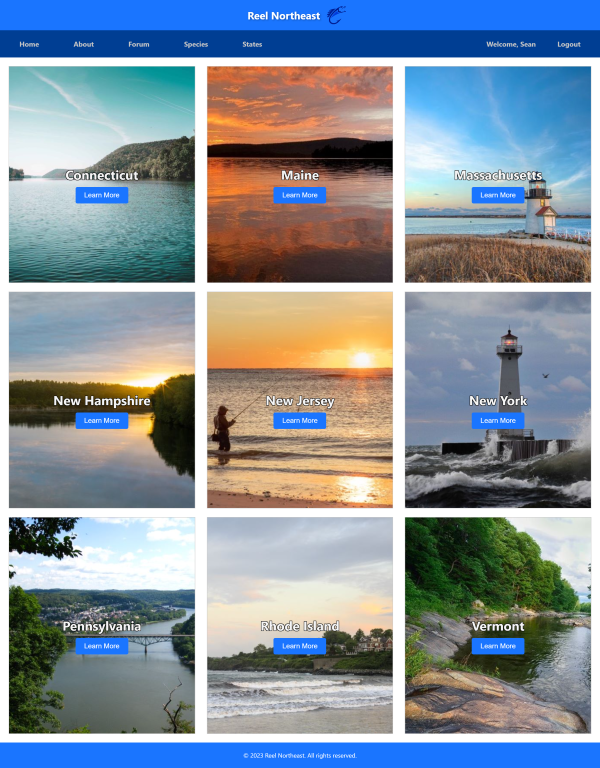 Reel Northeast
Home About Forum Species States Welcome, Sean Logout
Connecticut
Learn More
Maine
Learn More
Massachusetts
Learn More
New Hampshire
Learn More
New Jersey
Learn More
New York
Learn More
Pennsylvania
Learn More
Rhode Island
Learn More
Vermont
Learn More
© 2023 Reel Northeast. All rights reserved.